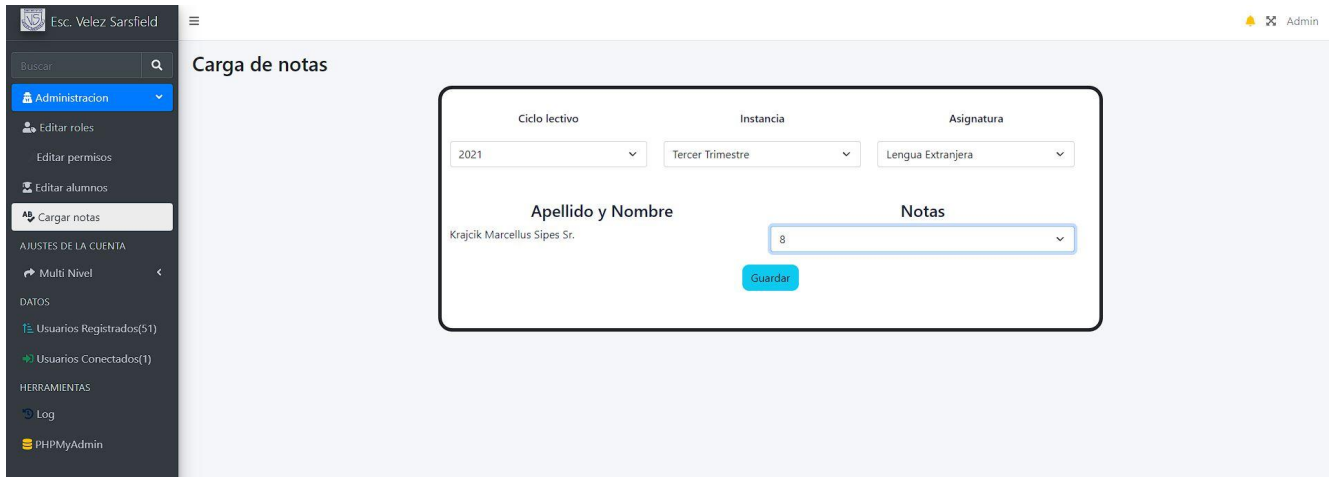 Esc. Velez Sarsfield
Admin
Buscar
Carga de notas
Administracion
Editar roles
Editar permisos
Editar alumnos
Cargar notas
AJUSTES DE LA CUENTA
Multi Nivel
DATOS
Usuarios Registrados(51)
Usuarios Conectados(1)
HERRAMIENTAS
Log
PHPMyAdmin
Ciclo lectivo Instancia Asignatura
2021 Tercer Trimestre Lengua Extranjera
Apellido y Nombre Notas
Krajcik Marcellus Sipes Sr. 8
Guardar